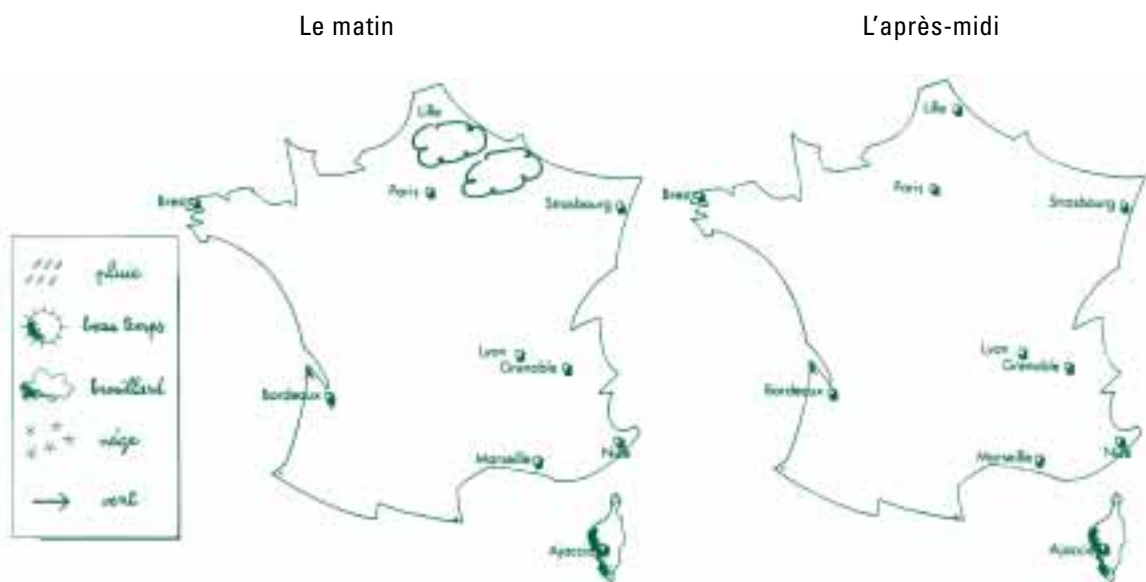 Le matin
L'après-midi
Lille
Paris
Brest
Strasbourg
Lyon
Grenoble
Bordeaux
Marseille
Nice
Lille
Paris
Brest
Strasbourg
Lyon
Grenoble
Bordeaux
Marseille
Nice
Ajaccio
pluie
beau temps
brouillard
neige
vent